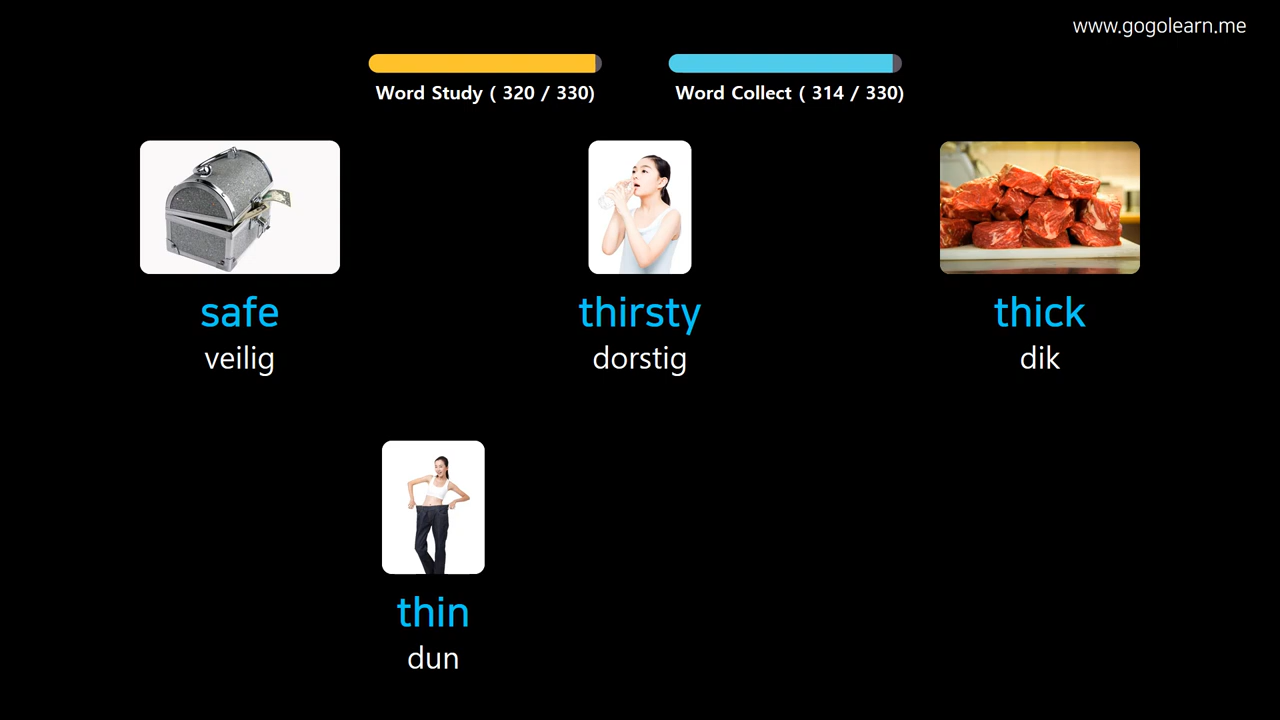 www.gogolearn.me
Word Study ( 320 / 330)
Word Collect ( 314 / 330)
safe
veilig
thirsty
dorstig
thick
dik
thin
dun